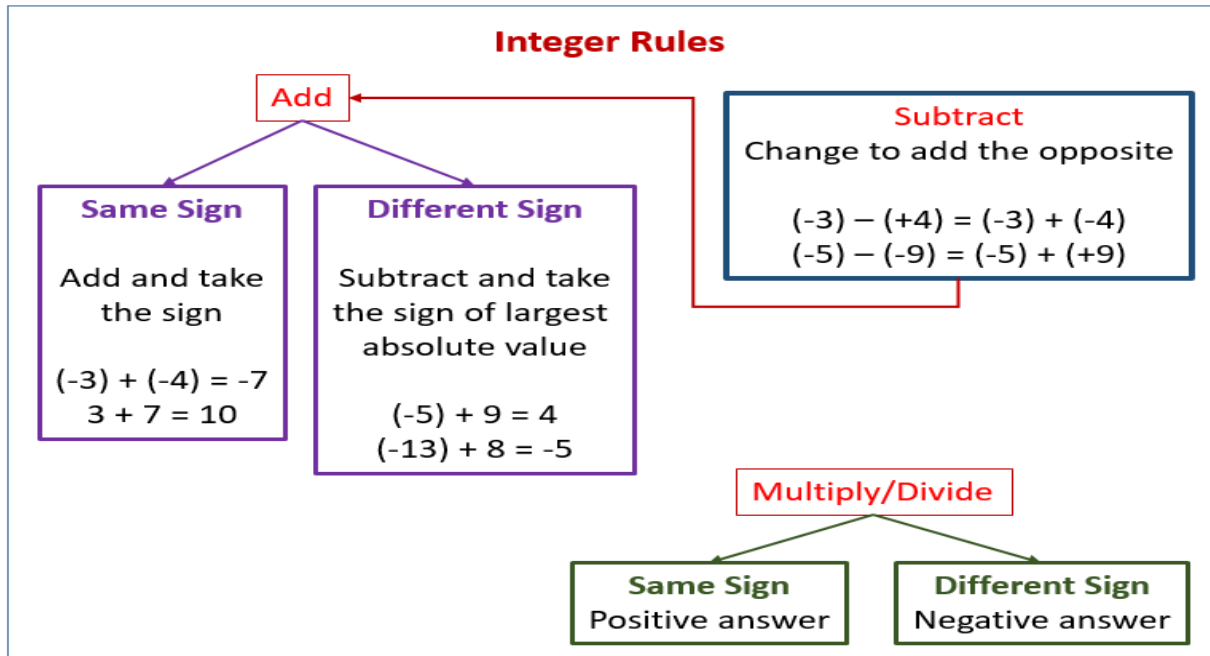 Integer Rules
Add
Same Sign
Add and take
the sign
(-3) + (-4) = -7
3 + 7 = 10
Different Sign
Subtract and take
the sign of largest
absolute value
(-5) + 9 = 4
(-13) + 8 = -5
Subtract
Change to add the opposite
(-3) – (+4) = (-3) + (-4)
(-5) – (-9) = (-5) + (+9)
Multiply/Divide
Same Sign
Positive answer
Different Sign
Negative answer